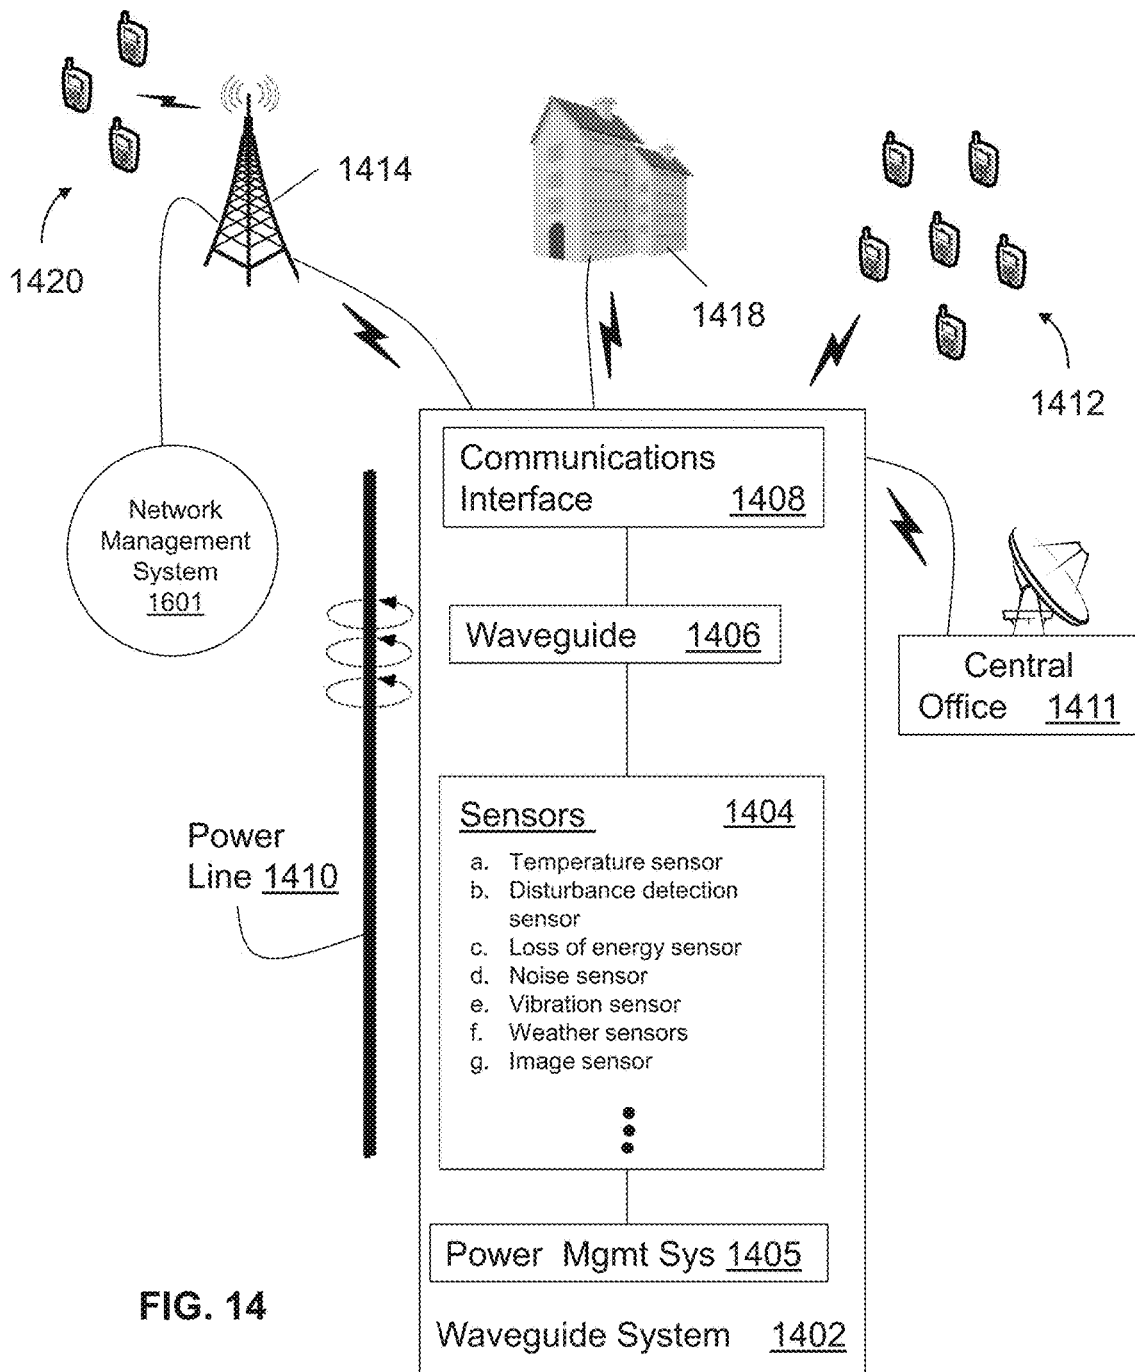 1414
1420
1418
1412
Communications
Interface 1408
Network
Management
System
1601
Waveguide 1406
Central
Office 1411
Sensors 1404
Power
Line 1410
a. Temperature sensor
b. Disturbance detection
sensor
c. Loss of energy sensor
d. Noise sensor
e. Vibration sensor
f. Weather sensors
g. Image sensor
Power Mgmt Sys 1405
FIG. 14
Waveguide System 1402